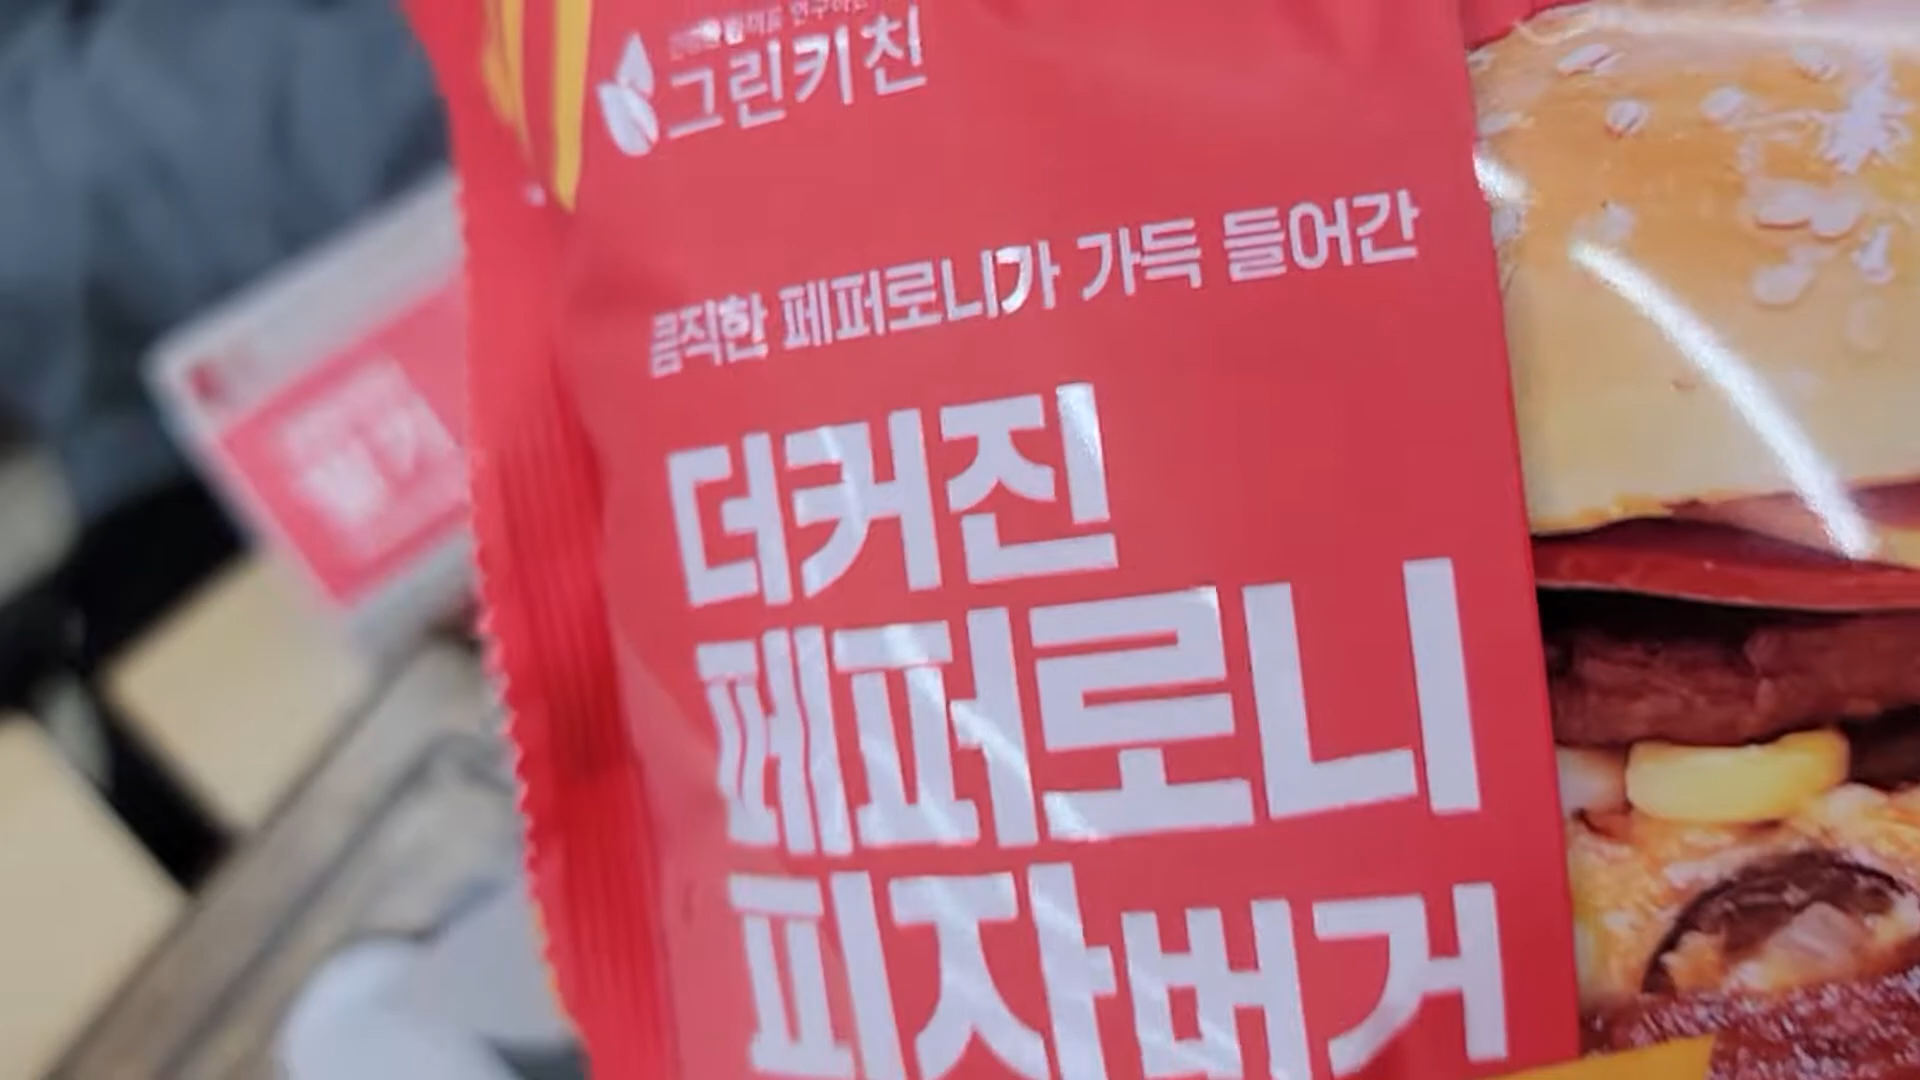 그린키친
큼직한 페퍼로니가 가득 들어간
더커진
페퍼로니
피자버거